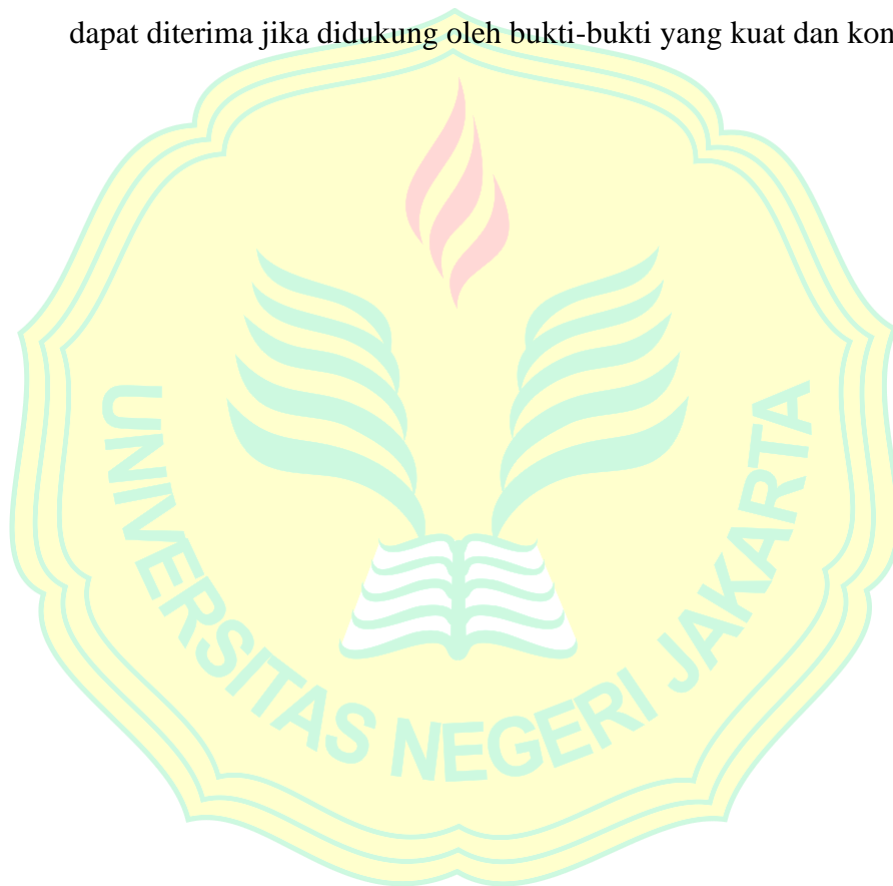 dapat diterima jika didukung oleh bukti-bukti yang kuat dan kon
UNIVERSITAS NEGERI JAKARTA